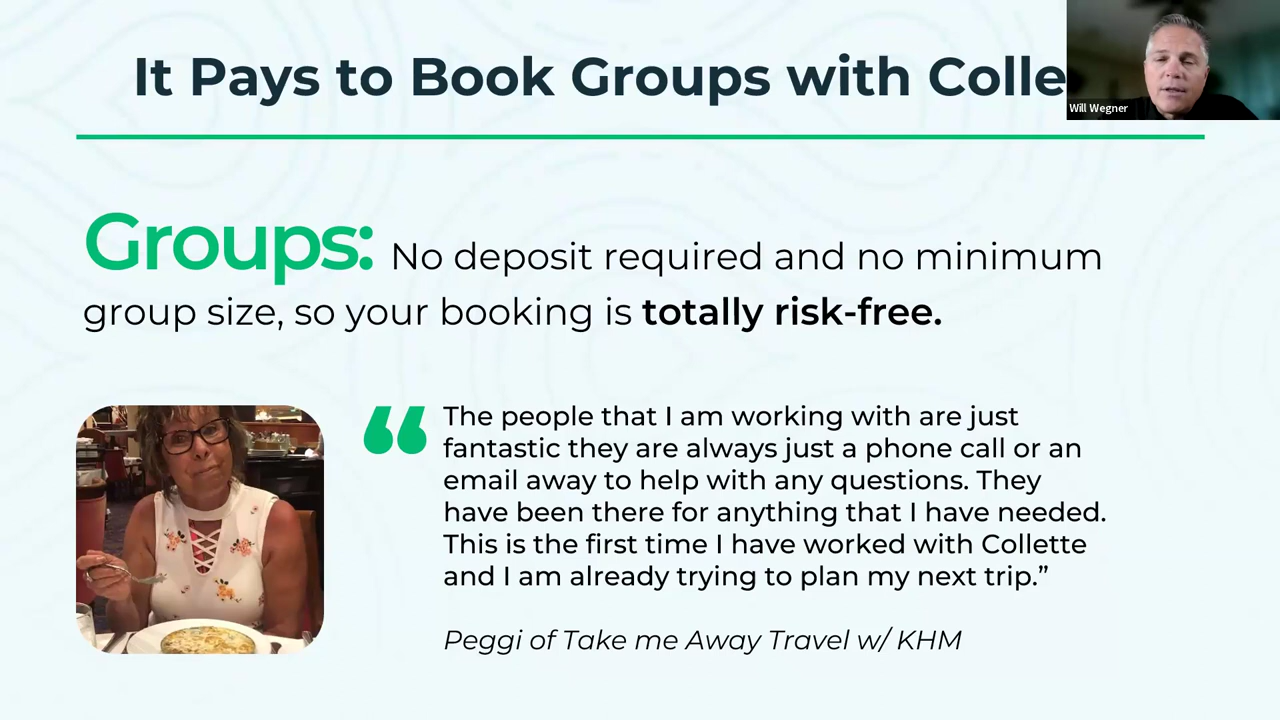 It Pays to Book Groups with Colle
Will Wegner
Groups: No deposit required and no minimum
group size, so your booking is totally risk-free.
“
The people that I am working with are just
fantastic they are always just a phone call or an
email away to help with any questions. They
have been there for anything that I have needed.
This is the first time I have worked with Collette
and I am already trying to plan my next trip.”
Peggi of Take me Away Travel w/ KHM